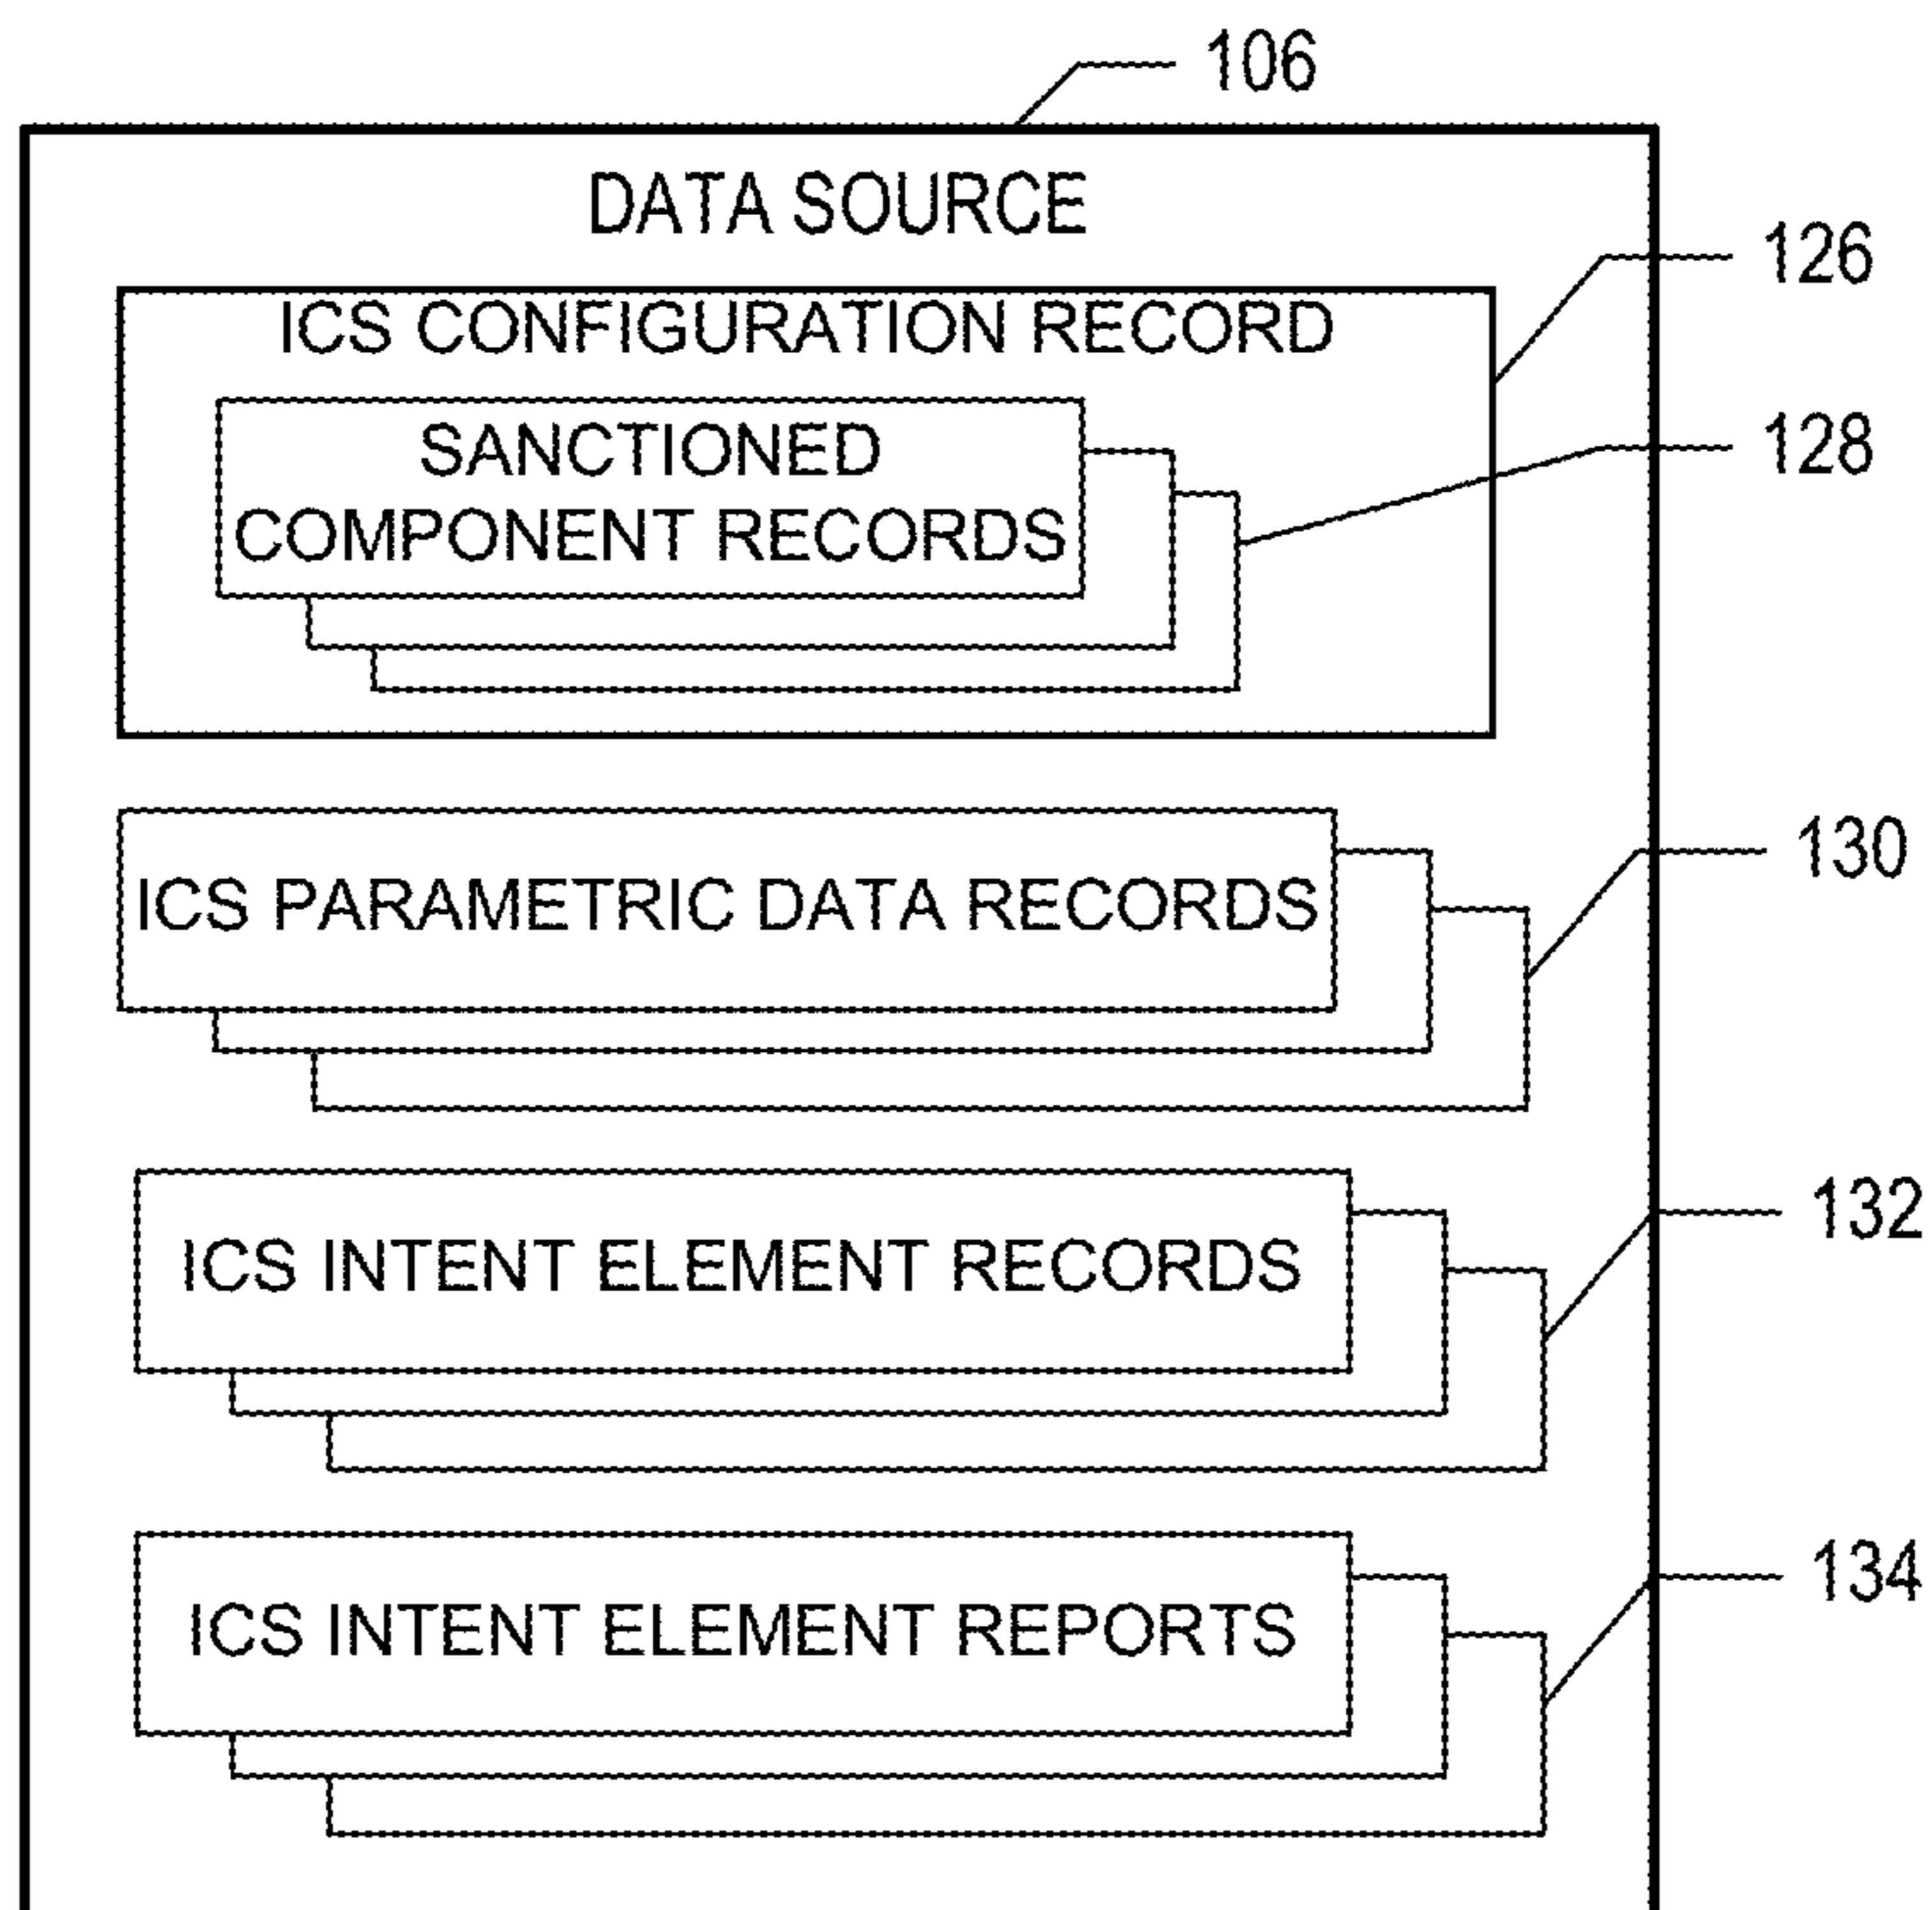 106
DATA SOURCE
126
ICS CONFIGURATION RECORD
128
SANCTIONED
COMPONENT RECORDS
130
ICS PARAMETRIC DATA RECORDS
132
ICS INTENT ELEMENT RECORDS
134
ICS INTENT ELEMENT REPORTS